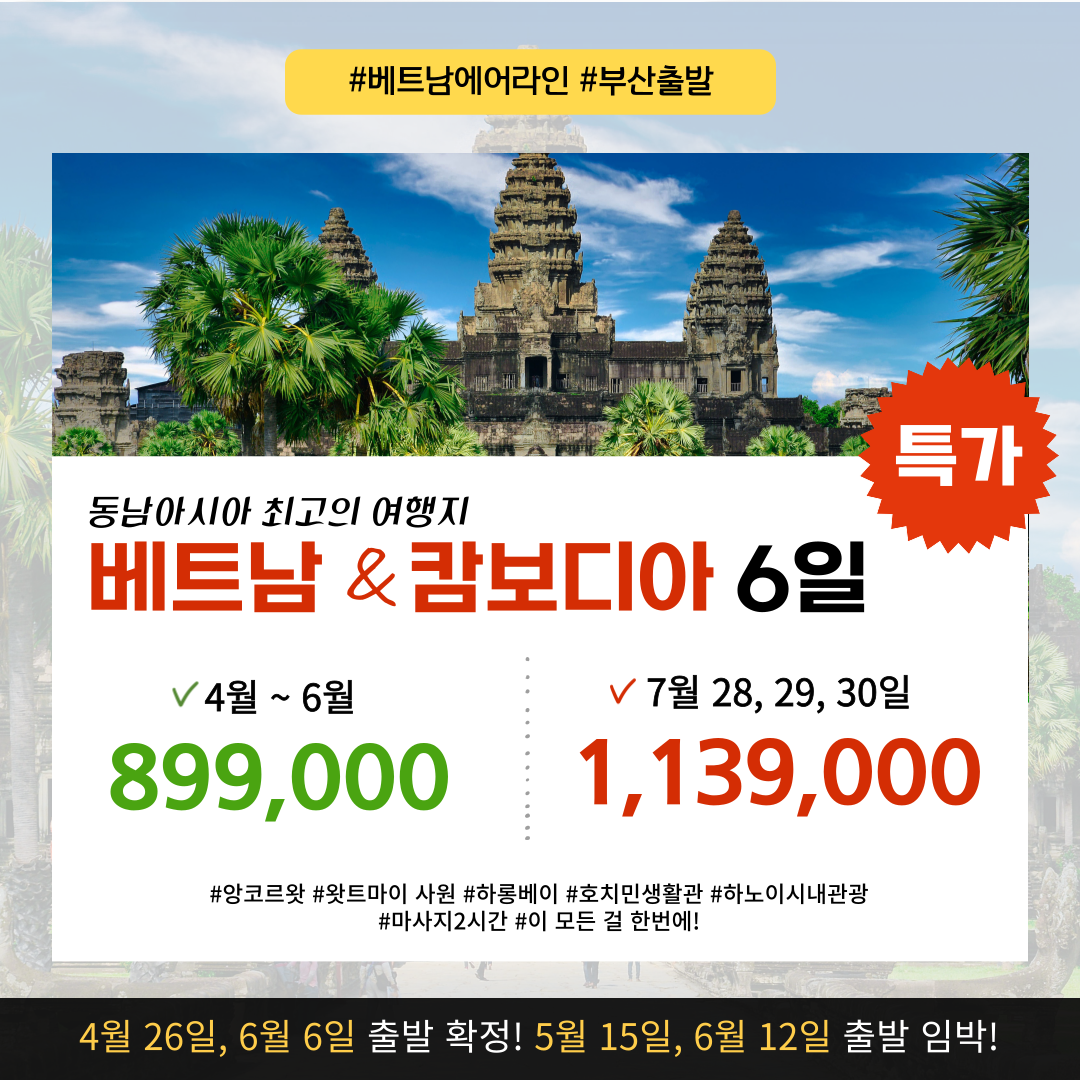 #베트남에어라인 #부산출발
특가
동남아시아 최고의 여행지
베트남 & 캄보디아 6일
✓4월 ~ 6월
899,000
✓ 7월 28, 29, 30일
1,139,000
#앙코르왓 #왓트마이 사원 #하롱베이 #호치민생활관 #하노이시내관광
#마사지2시간 #이 모든 걸 한번에!
4월 26일, 6월 6일 출발 확정! 5월 15일, 6월 12일 출발 임박!